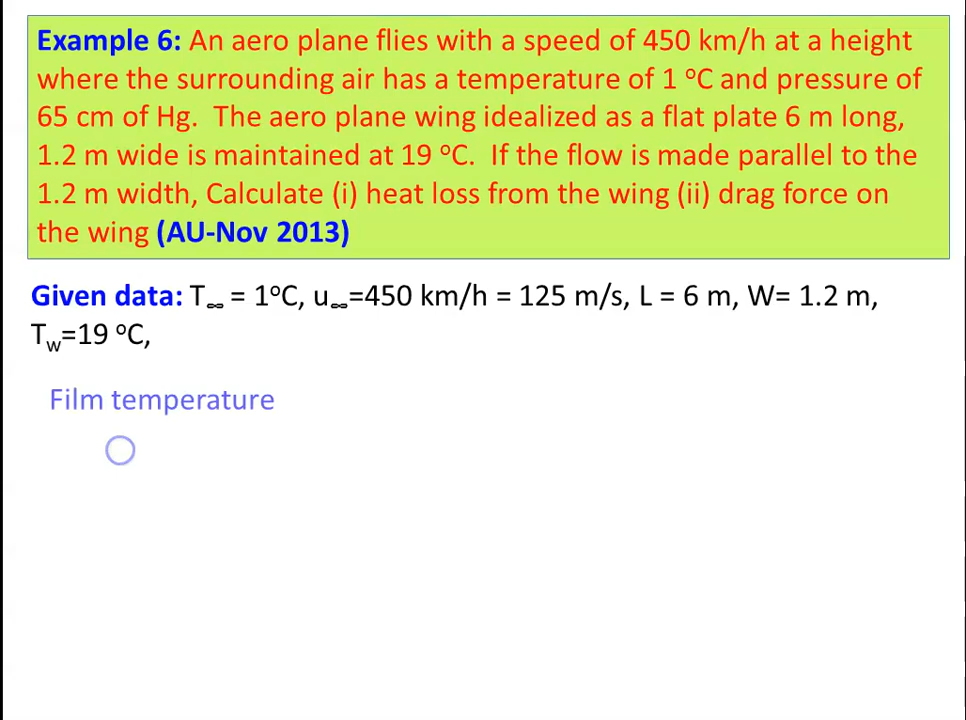 Example 6: An aero plane flies with a speed of 450 km/h at a height
where the surrounding air has a temperature of 1 ᵒC and pressure of
65 cm of Hg.  The aero plane wing idealized as a flat plate 6 m long,
1.2 m wide is maintained at 19 ᵒC.  If the flow is made parallel to the
1.2 m width, Calculate (i) heat loss from the wing (ii) drag force on
the wing (AU-Nov 2013)
Given data: T∞ = 1ᵒC, u∞=450 km/h = 125 m/s, L = 6 m, W= 1.2 m,
Tw=19 ᵒC,
Film temperature